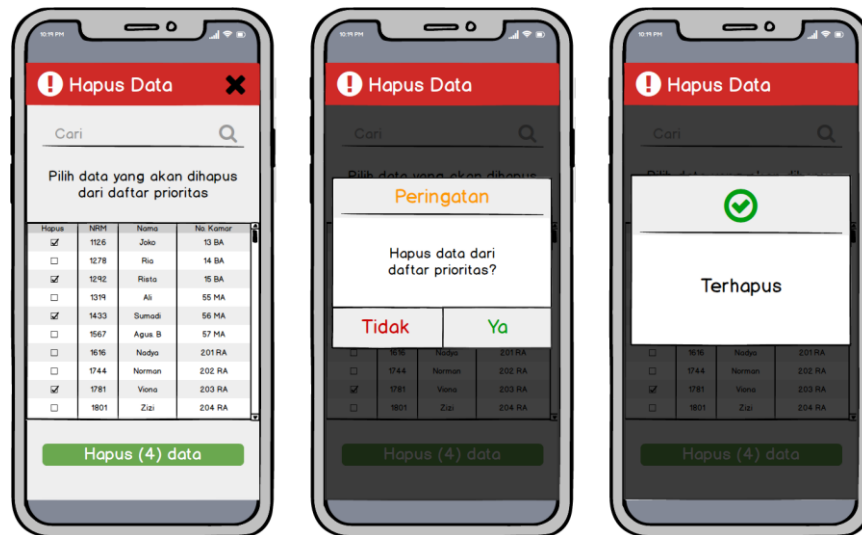 10:19 PM
Hapus Data
Cari
Pilih data yang akan dihapus
dari daftar prioritas
Hapus NRM Nama No. Kamar
1126 Joko 13 BA
1278 Ria 14 BA
1292 Rista 15 BA
1319 Ali 55 MA
1433 Sumadi 56 MA
1567 Agus. B 57 MA
1616 Nadya 201 RA
1744 Norman 202 RA
1781 Viona 203 RA
1801 Zizi 204 RA
Hapus (4) data
10:19 PM
Hapus Data
Cari
Pilih data yang akan dihapus
Peringatan
Hapus data dari
daftar prioritas?
Tidak Ya
1616 Nadya 201 RA
1744 Norman 202 RA
1781 Viona 203 RA
1801 Zizi 204 RA
Hapus (4) data
10:19 PM
Hapus Data
Cari
Terhapus
1616 Nadya 201 RA
1744 Norman 202 RA
1781 Viona 203 RA
1801 Zizi 204 RA
Hapus (4) data